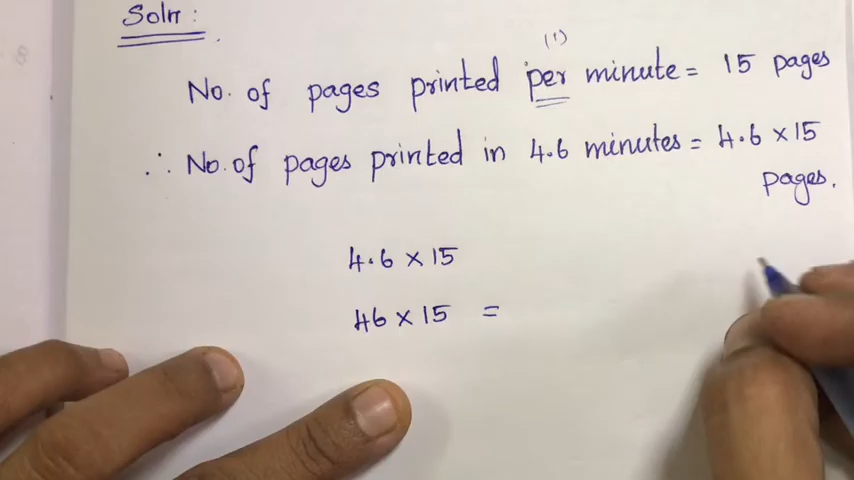 Soln :
(1)
No. of pages printed per minute = 15 pages
∴ No. of pages printed in 4.6 minutes = 4.6 × 15
pages.
4.6 × 15
46 × 15 =